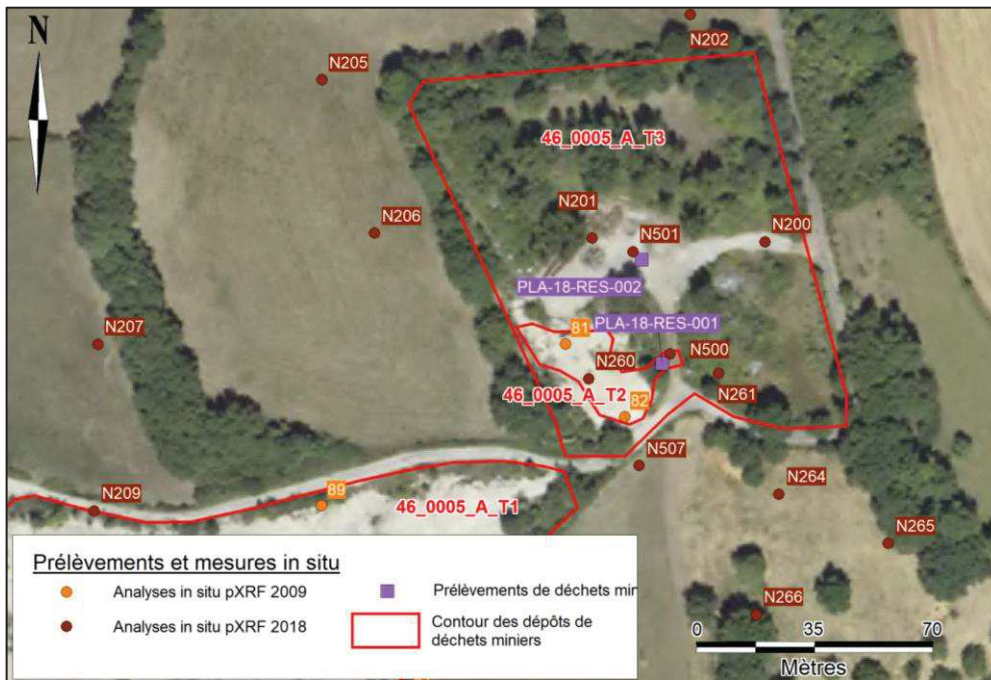 N
N202
N205
46_0005_A_T3
N201
N206
N501
N200
PLA-18-RES-002
81
PLA-18-RES-001
N207
N260
N500
46_0005_A_T2
82
N261
N507
N209
89
46_0005_A_T1
N264
N265
N266
Prélèvements et mesures in situ
Analyses in situ pXRF 2009
Prélèvements de déchets min
Analyses in situ pXRF 2018
Contour des dépôts de
déchets miniers
0 35 70
Mètres